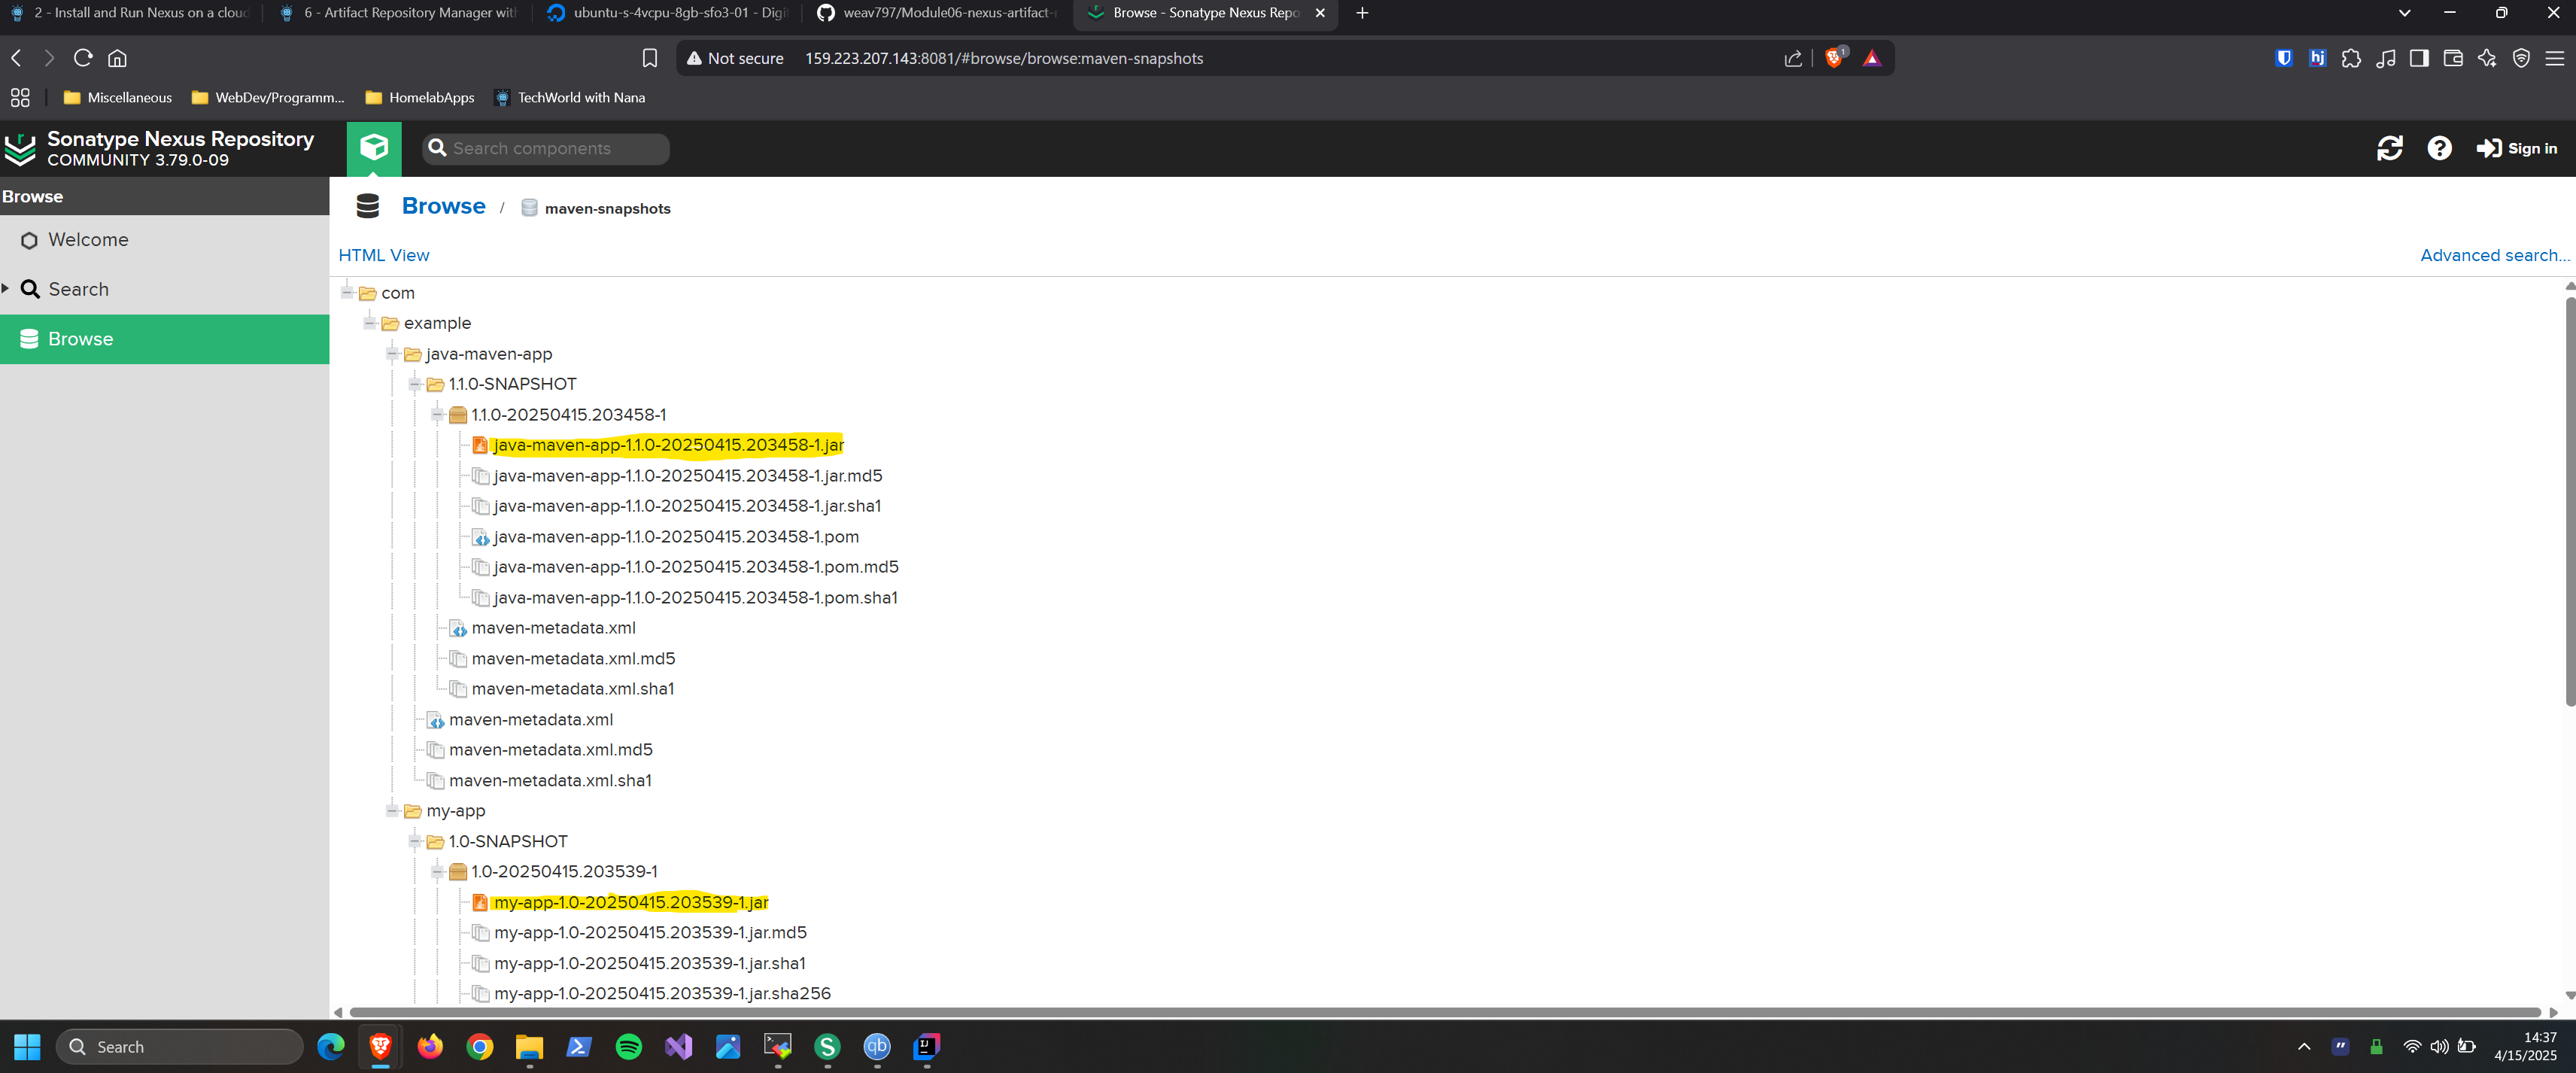 2 - Install and Run Nexus on a cloud
6 - Artifact Repository Manager with
ubuntu-s-4vcpu-8gb-sfo3-01 - Digi
weav797/Module06-nexus-artifact-r
Browse - Sonatype Nexus Repo
Not secure
159.223.207.143:8081/#browse/browse:maven-snapshots
1
hj
Miscellaneous
WebDev/Programm...
HomelabApps
TechWorld with Nana
Sonatype Nexus Repository
COMMUNITY 3.79.0-09
Search components
Sign in
Browse
Browse / maven-snapshots
Welcome
HTML View
Advanced search...
Search
Browse
com
example
java-maven-app
1.1.0-SNAPSHOT
1.1.0-20250415.203458-1
java-maven-app-1.1.0-20250415.203458-1.jar
java-maven-app-1.1.0-20250415.203458-1.jar.md5
java-maven-app-1.1.0-20250415.203458-1.jar.sha1
java-maven-app-1.1.0-20250415.203458-1.pom
java-maven-app-1.1.0-20250415.203458-1.pom.md5
java-maven-app-1.1.0-20250415.203458-1.pom.sha1
maven-metadata.xml
maven-metadata.xml.md5
maven-metadata.xml.sha1
maven-metadata.xml
maven-metadata.xml.md5
maven-metadata.xml.sha1
my-app
1.0-SNAPSHOT
1.0-20250415.203539-1
my-app-1.0-20250415.203539-1.jar
my-app-1.0-20250415.203539-1.jar.md5
my-app-1.0-20250415.203539-1.jar.sha1
my-app-1.0-20250415.203539-1.jar.sha256
Search
S
qb
IJ
14:37
4/15/2025